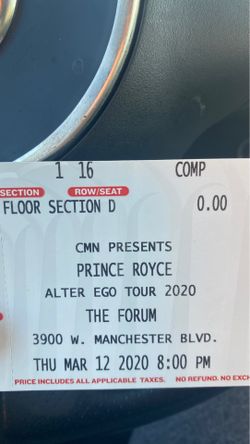 1 16 COMP
SECTION ROW/SEAT
FLOOR SECTION D 0.00
CMN PRESENTS
PRINCE ROYCE
ALTER EGO TOUR 2020
THE FORUM
3900 W. MANCHESTER BLVD.
THU MAR 12 2020 8:00 PM
PRICE INCLUDES ALL APPLICABLE TAXES. NO REFUND. NO EXC